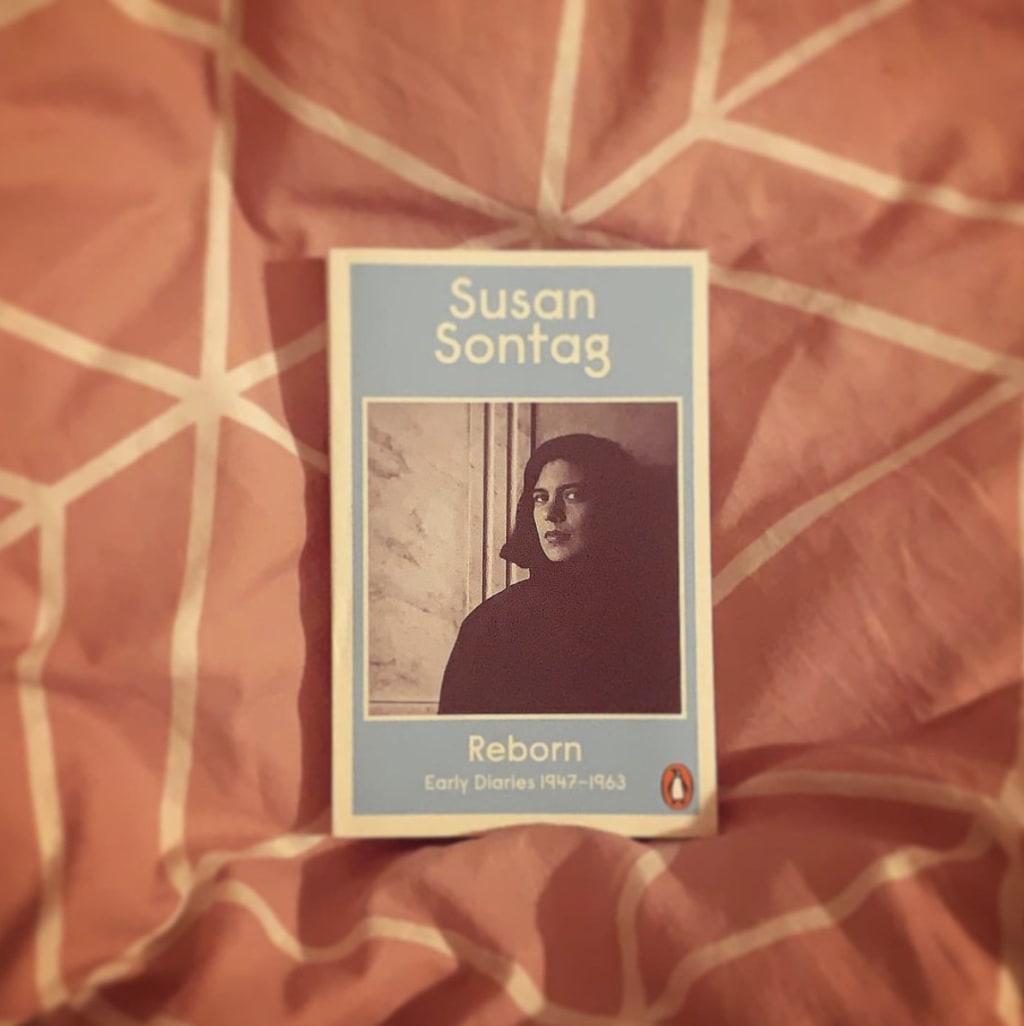 Susan
Sontag
Reborn
Early Diaries 1947–1963